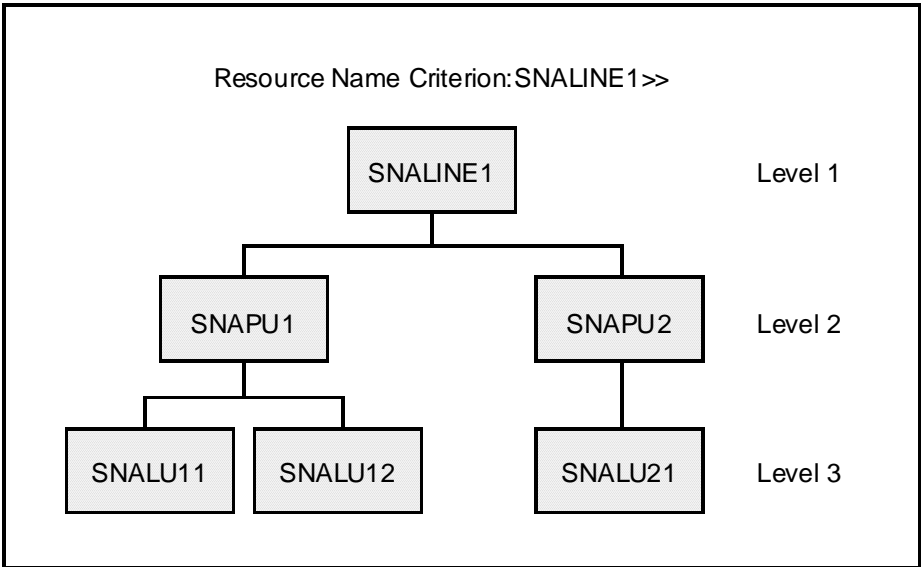 Resource Name Criterion:SNALINE1>>
SNALINE1 Level 1
SNAPU1 SNAPU2 Level 2
SNALU11 SNALU12 SNALU21 Level 3